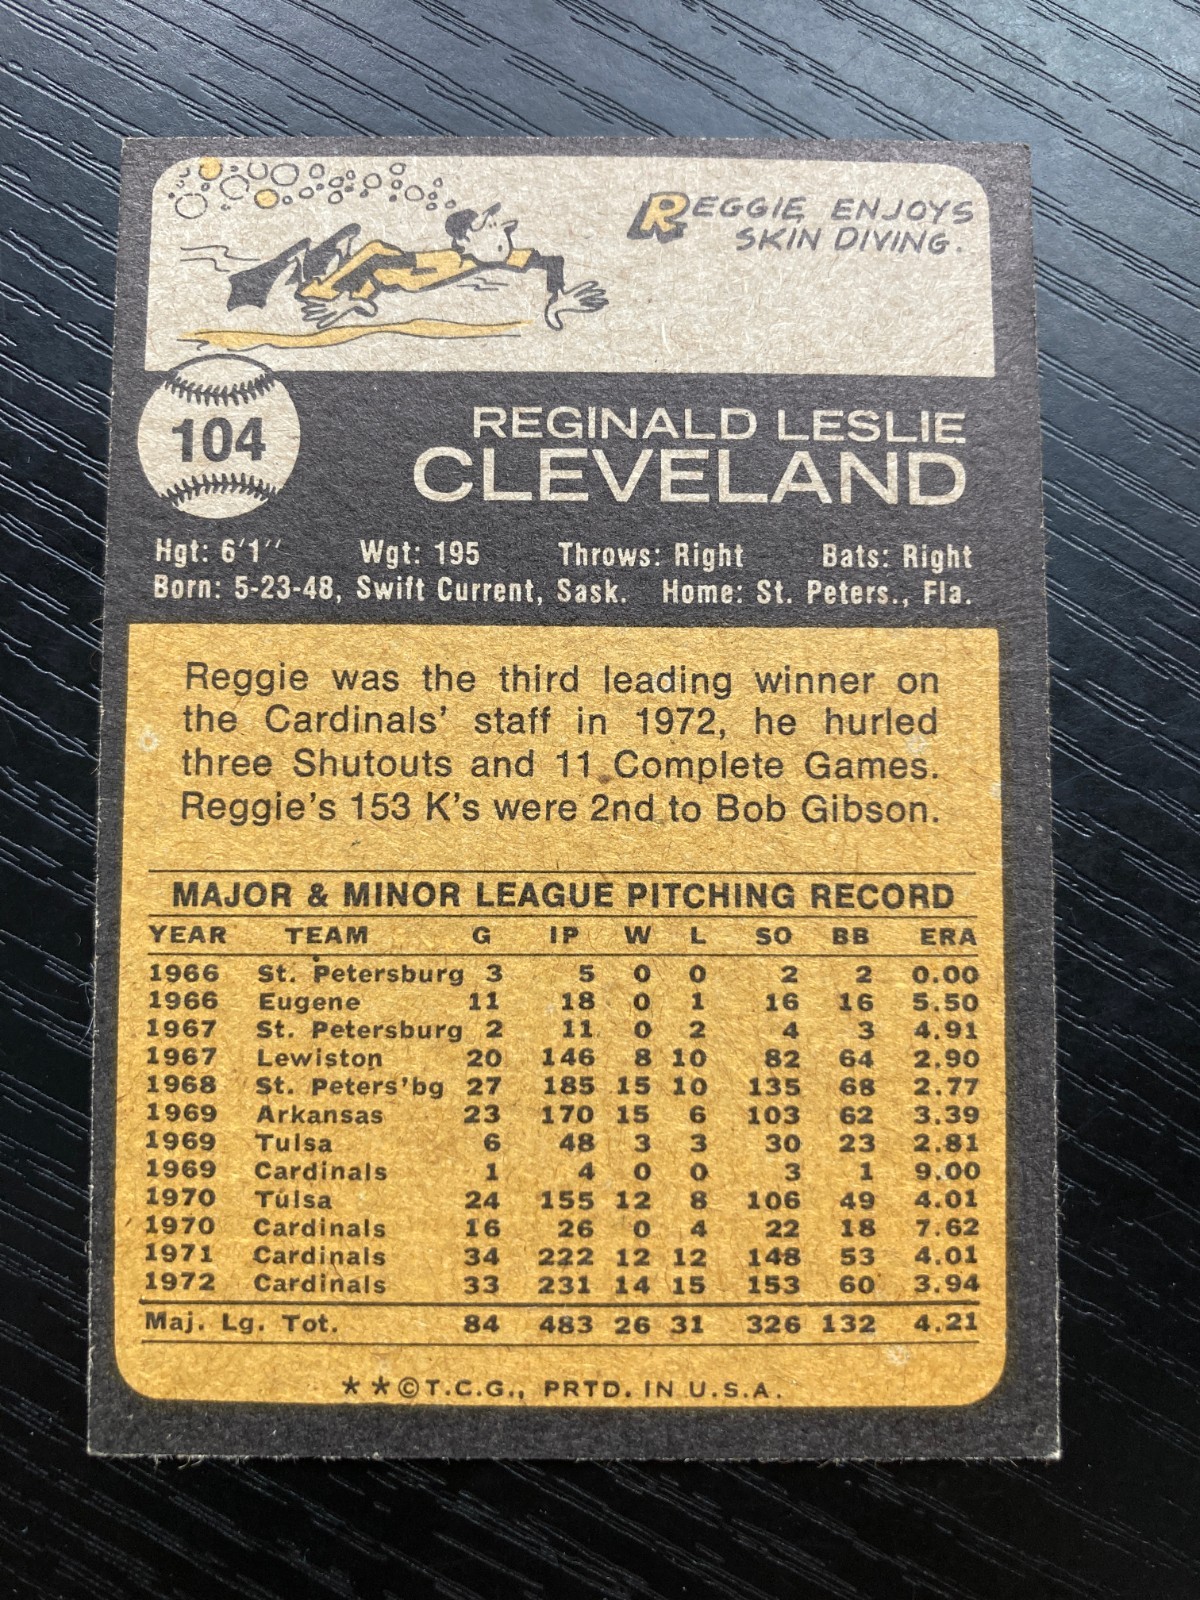 REGGIE ENJOYS
SKIN DIVING.
104
REGINALD LESLIE
CLEVELAND
Hgt: 6'1'' Wgt: 195 Throws: Right Bats: Right
Born: 5-23-48, Swift Current, Sask. Home: St. Peters., Fla.
Reggie was the third leading winner on
the Cardinals' staff in 1972, he hurled
three Shutouts and 11 Complete Games.
Reggie's 153 K's were 2nd to Bob Gibson.
MAJOR & MINOR LEAGUE PITCHING RECORD
YEAR TEAM G IP W L SO BB ERA
1966 St. Petersburg 3 5 0 0 2 2 0.00
1966 Eugene 11 18 0 1 16 16 5.50
1967 St. Petersburg 2 11 0 2 4 3 4.91
1967 Lewiston 20 146 8 10 82 64 2.90
1968 St. Peters'bg 27 185 15 10 135 68 2.77
1969 Arkansas 23 170 15 6 103 62 3.39
1969 Tulsa 6 48 3 3 30 23 2.81
1969 Cardinals 1 4 0 0 3 1 9.00
1970 Tulsa 24 155 12 8 106 49 4.01
1970 Cardinals 16 26 0 4 22 18 7.62
1971 Cardinals 34 222 12 12 148 53 4.01
1972 Cardinals 33 231 14 15 153 60 3.94
Maj. Lg. Tot. 84 483 26 31 326 132 4.21
**©T.C.G., PRTD. IN U.S.A.